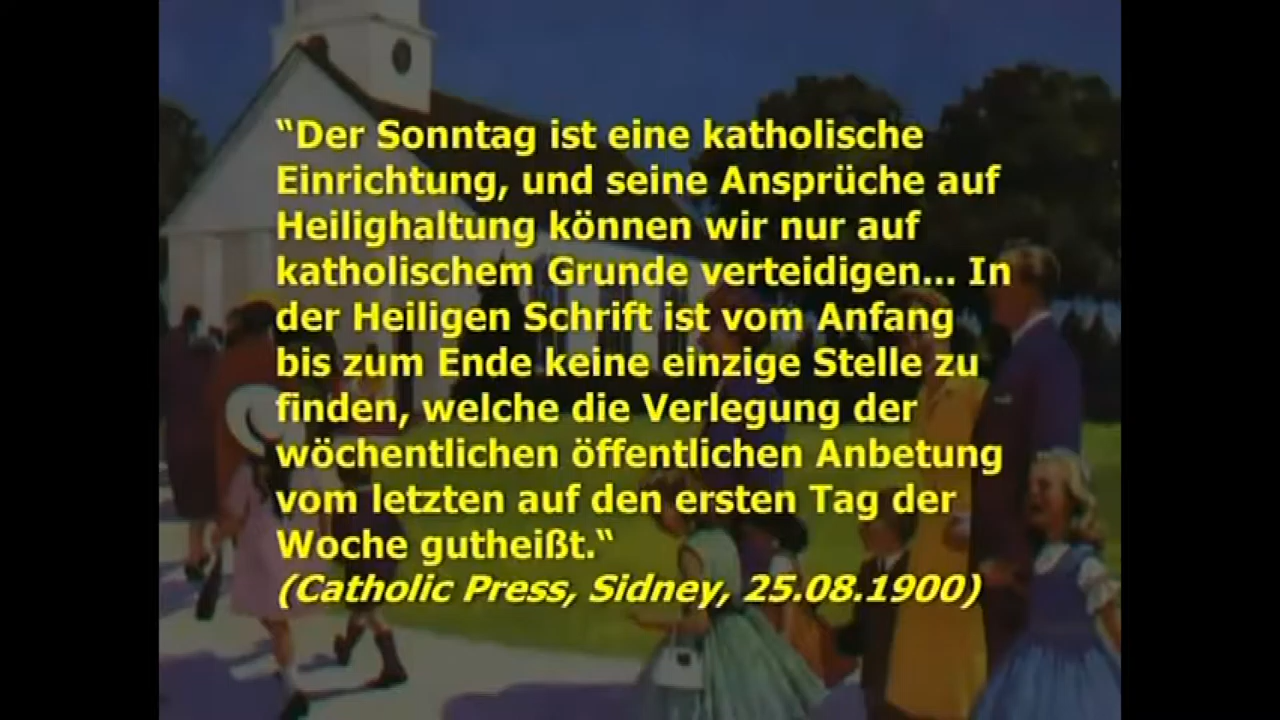 “Der Sonntag ist eine katholische
Einrichtung, und seine Ansprüche auf
Heilighaltung können wir nur auf
katholischem Grunde verteidigen... In
der Heiligen Schrift ist vom Anfang
bis zum Ende keine einzige Stelle zu
finden, welche die Verlegung der
wöchentlichen öffentlichen Anbetung
vom letzten auf den ersten Tag der
Woche gutheißt.“
(Catholic Press, Sidney, 25.08.1900)